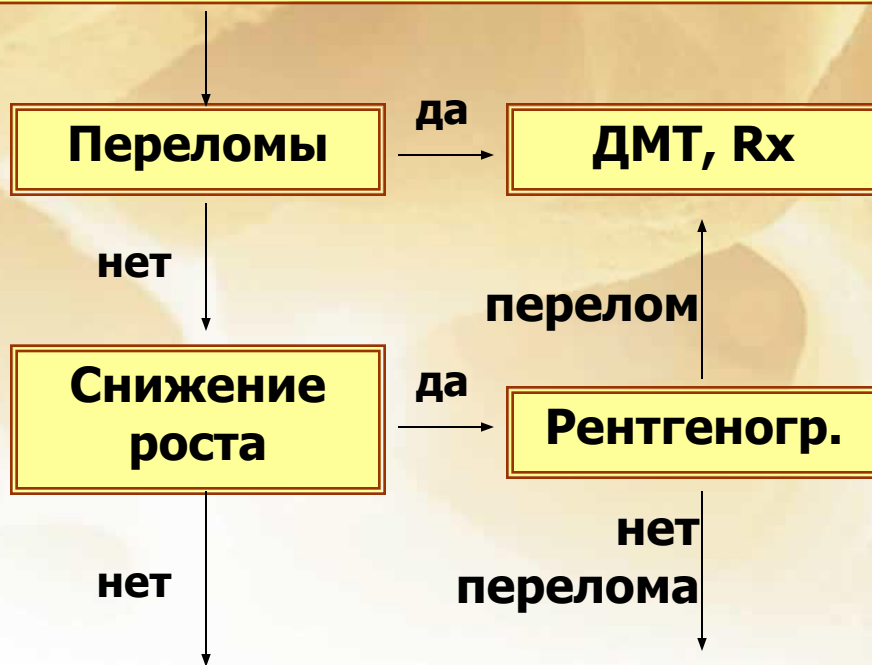 да
Переломы
ДМТ, Rx
нет
перелом
Снижение
роста
да
Рентгеногр.
нет
перелома
нет